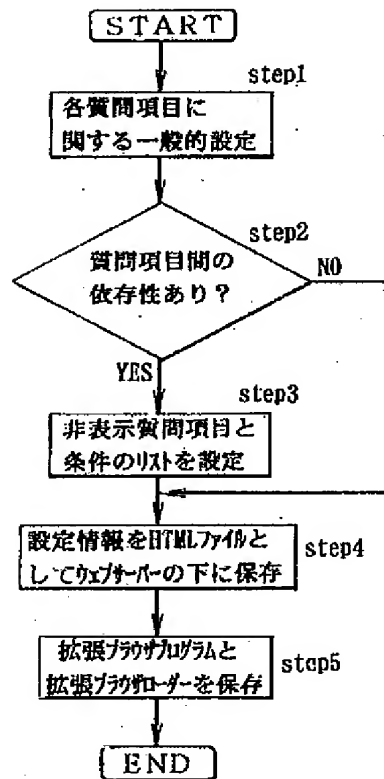 START
step1
各質問項目に
関する一般的設定
step2
質問項目間の
依存性あり？
NO
YES
step3
非表示質問項目と
条件のリストを設定
設定情報をHTMLファイルと
してウェブサーバーの下に保存
step4
拡張ブラウザプログラムと
拡張ブラウザローダーを保存
step5
END